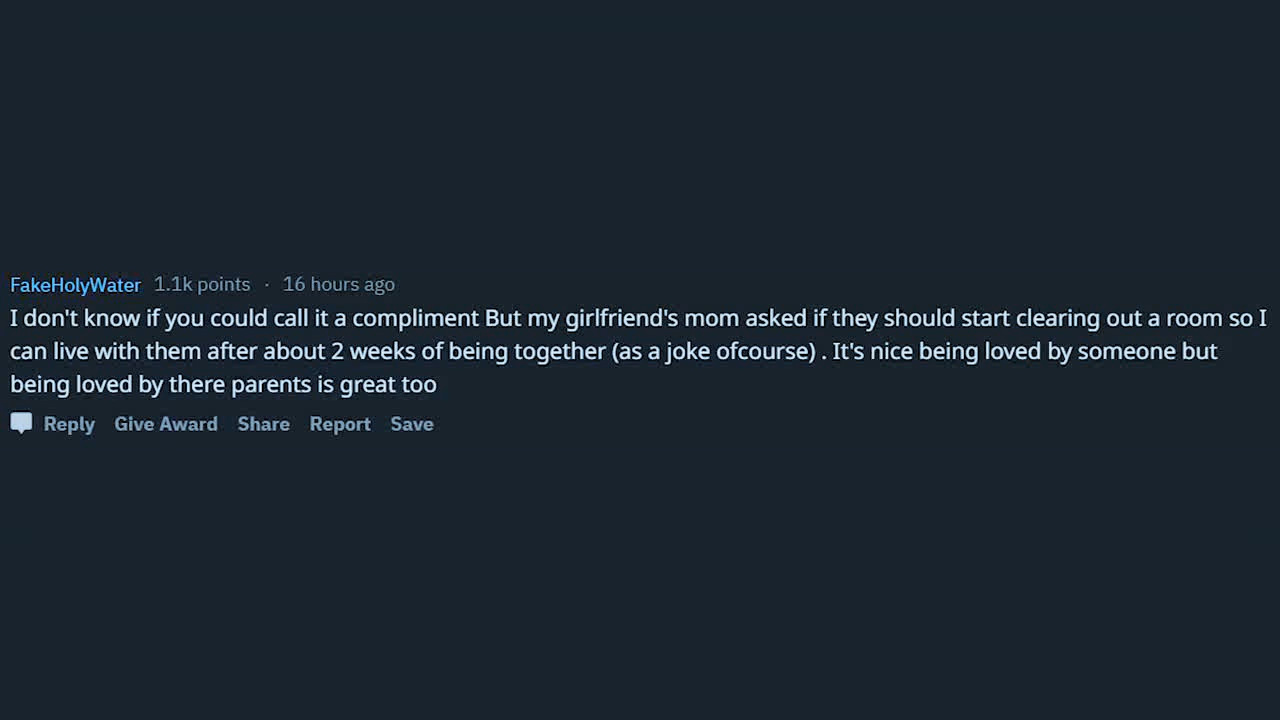 FakeHolyWater 1.1k points · 16 hours ago
I don't know if you could call it a compliment But my girlfriend's mom asked if they should start clearing out a room so I
can live with them after about 2 weeks of being together (as a joke ofcourse) . It's nice being loved by someone but
being loved by there parents is great too
Reply Give Award Share Report Save